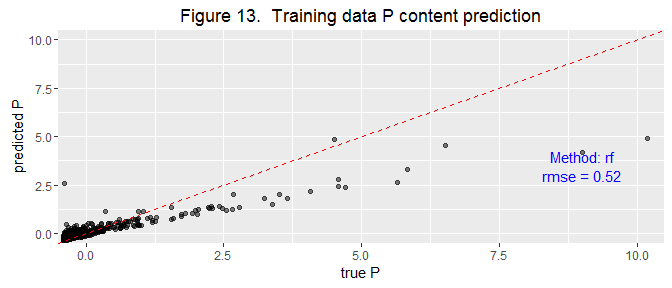 Figure 13. Training data P content prediction
10.0
7.5
5.0
2.5
0.0
predicted P
Method: rf
rmse = 0.52
0.0 2.5 5.0 7.5 10.0
true P